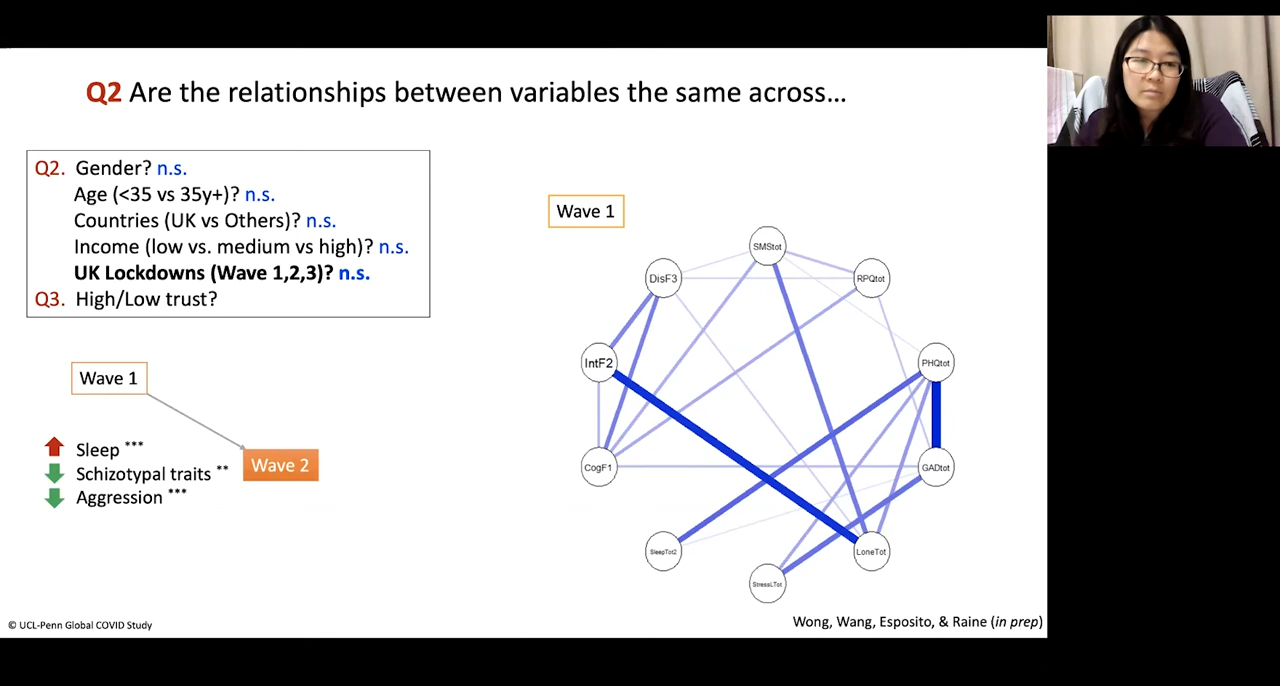 Q2 Are the relationships between variables the same across…
Q2. Gender? n.s.
Age (<35 vs 35y+)? n.s.
Countries (UK vs Others)? n.s.
Income (low vs. medium vs high)? n.s.
UK Lockdowns (Wave 1,2,3)? n.s.
Q3. High/Low trust?
Wave 1
Wave 2
Sleep ***
Schizotypal traits **
Aggression ***
Wave 1
SMStot
DisF3
RPQtot
IntF2
PHQtot
CogF1
GADtot
SleepTot2
LoneTot
StressLTot
© UCL-Penn Global COVID Study
Wong, Wang, Esposito, & Raine (in prep)